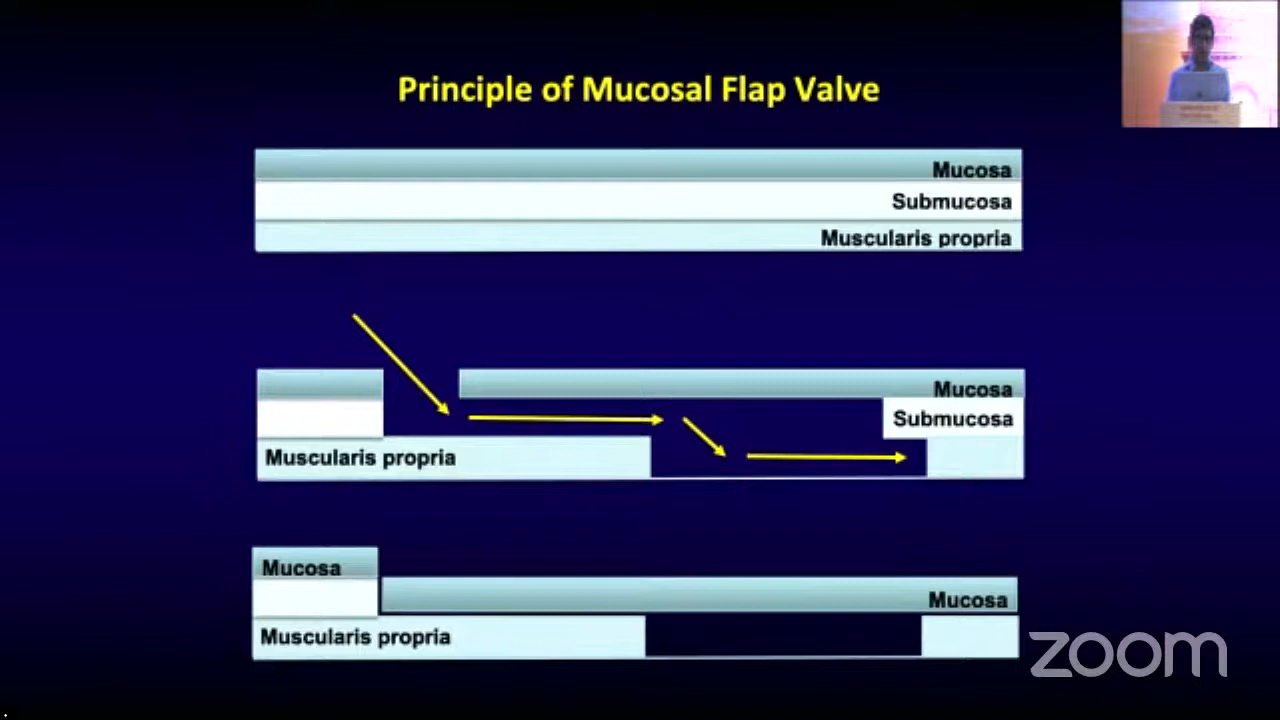 Principle of Mucosal Flap Valve
Mucosa
Submucosa
Muscularis propria
Mucosa
Submucosa
Muscularis propria
Mucosa
Mucosa
Muscularis propria
zoom